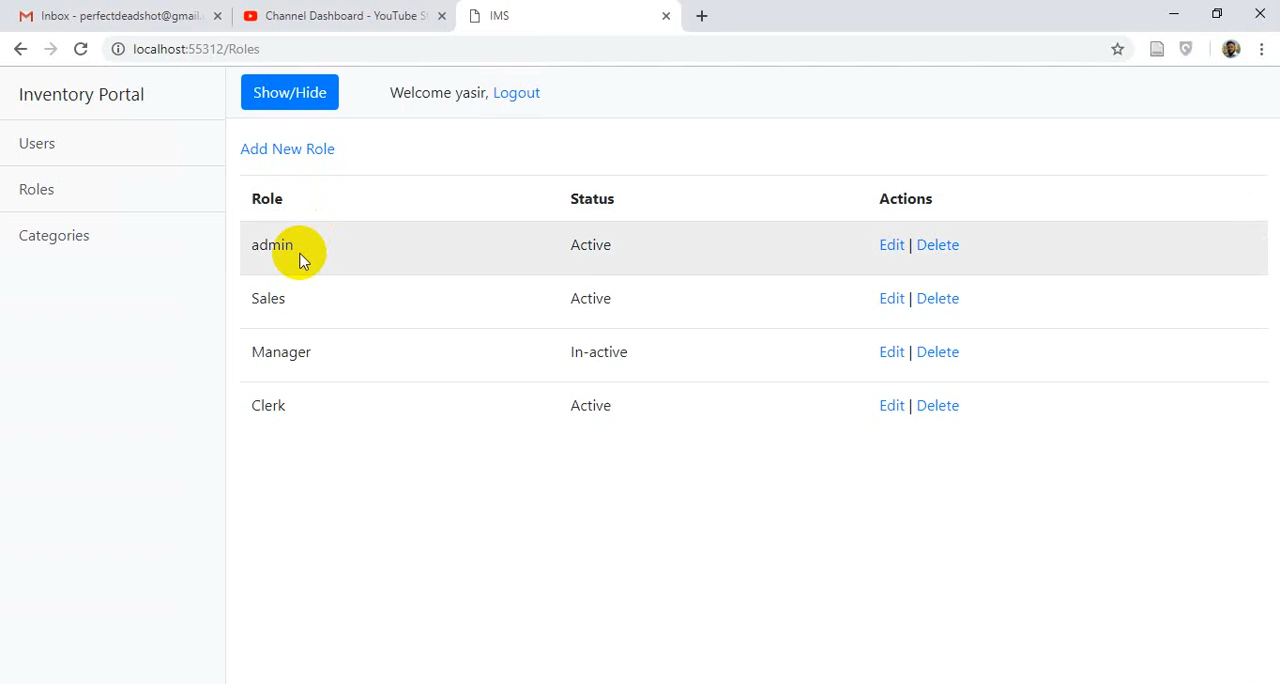 Inbox - perfectdeadshot@gmail.
Channel Dashboard - YouTube St
IMS
localhost:55312/Roles
Inventory Portal
Show/Hide
Welcome yasir, Logout
Users
Add New Role
Roles
Role Status Actions
Categories
admin Active Edit | Delete
Sales Active Edit | Delete
Manager In-active Edit | Delete
Clerk Active Edit | Delete